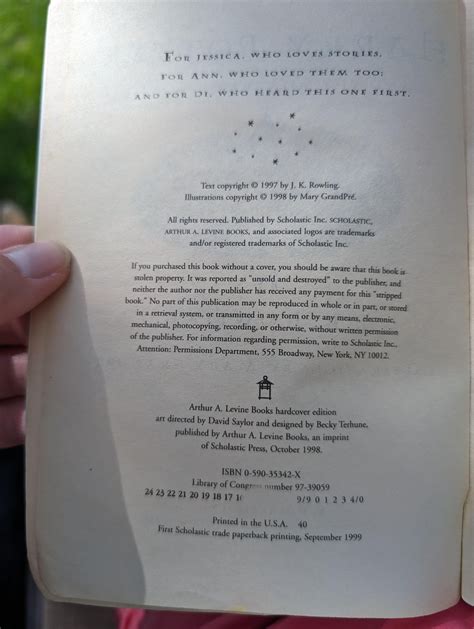 FOR JESSICA, WHO LOVES STORIES,
FOR ANN, WHO LOVED THEM TOO;
AND FOR DI, WHO HEARD THIS ONE FIRST.
Text copyright © 1997 by J. K. Rowling.
Illustrations copyright © 1998 by Mary GrandPré.
All rights reserved. Published by Scholastic Inc. SCHOLASTIC,
ARTHUR A. LEVINE BOOKS, and associated logos are trademarks
and/or registered trademarks of Scholastic Inc.
If you purchased this book without a cover, you should be aware that this book is
stolen property. It was reported as "unsold and destroyed" to the publisher, and
neither the author nor the publisher has received any payment for this "stripped
book." No part of this publication may be reproduced in whole or in part, or stored
in a retrieval system, or transmitted in any form or by any means, electronic,
mechanical, photocopying, recording, or otherwise, without written permission
of the publisher. For information regarding permission, write to Scholastic Inc.,
Attention: Permissions Department, 555 Broadway, New York, NY 10012.
Arthur A. Levine Books hardcover edition
art directed by David Saylor and designed by Becky Terhune,
published by Arthur A. Levine Books, an imprint
of Scholastic Press, October 1998.
ISBN 0-590-35342-X
Library of Congress number 97-39059
24 23 22 21 20 19 18 17 9/9 0 1 2 3 4/0
Printed in the U.S.A. 40
First Scholastic trade paperback printing, September 1999